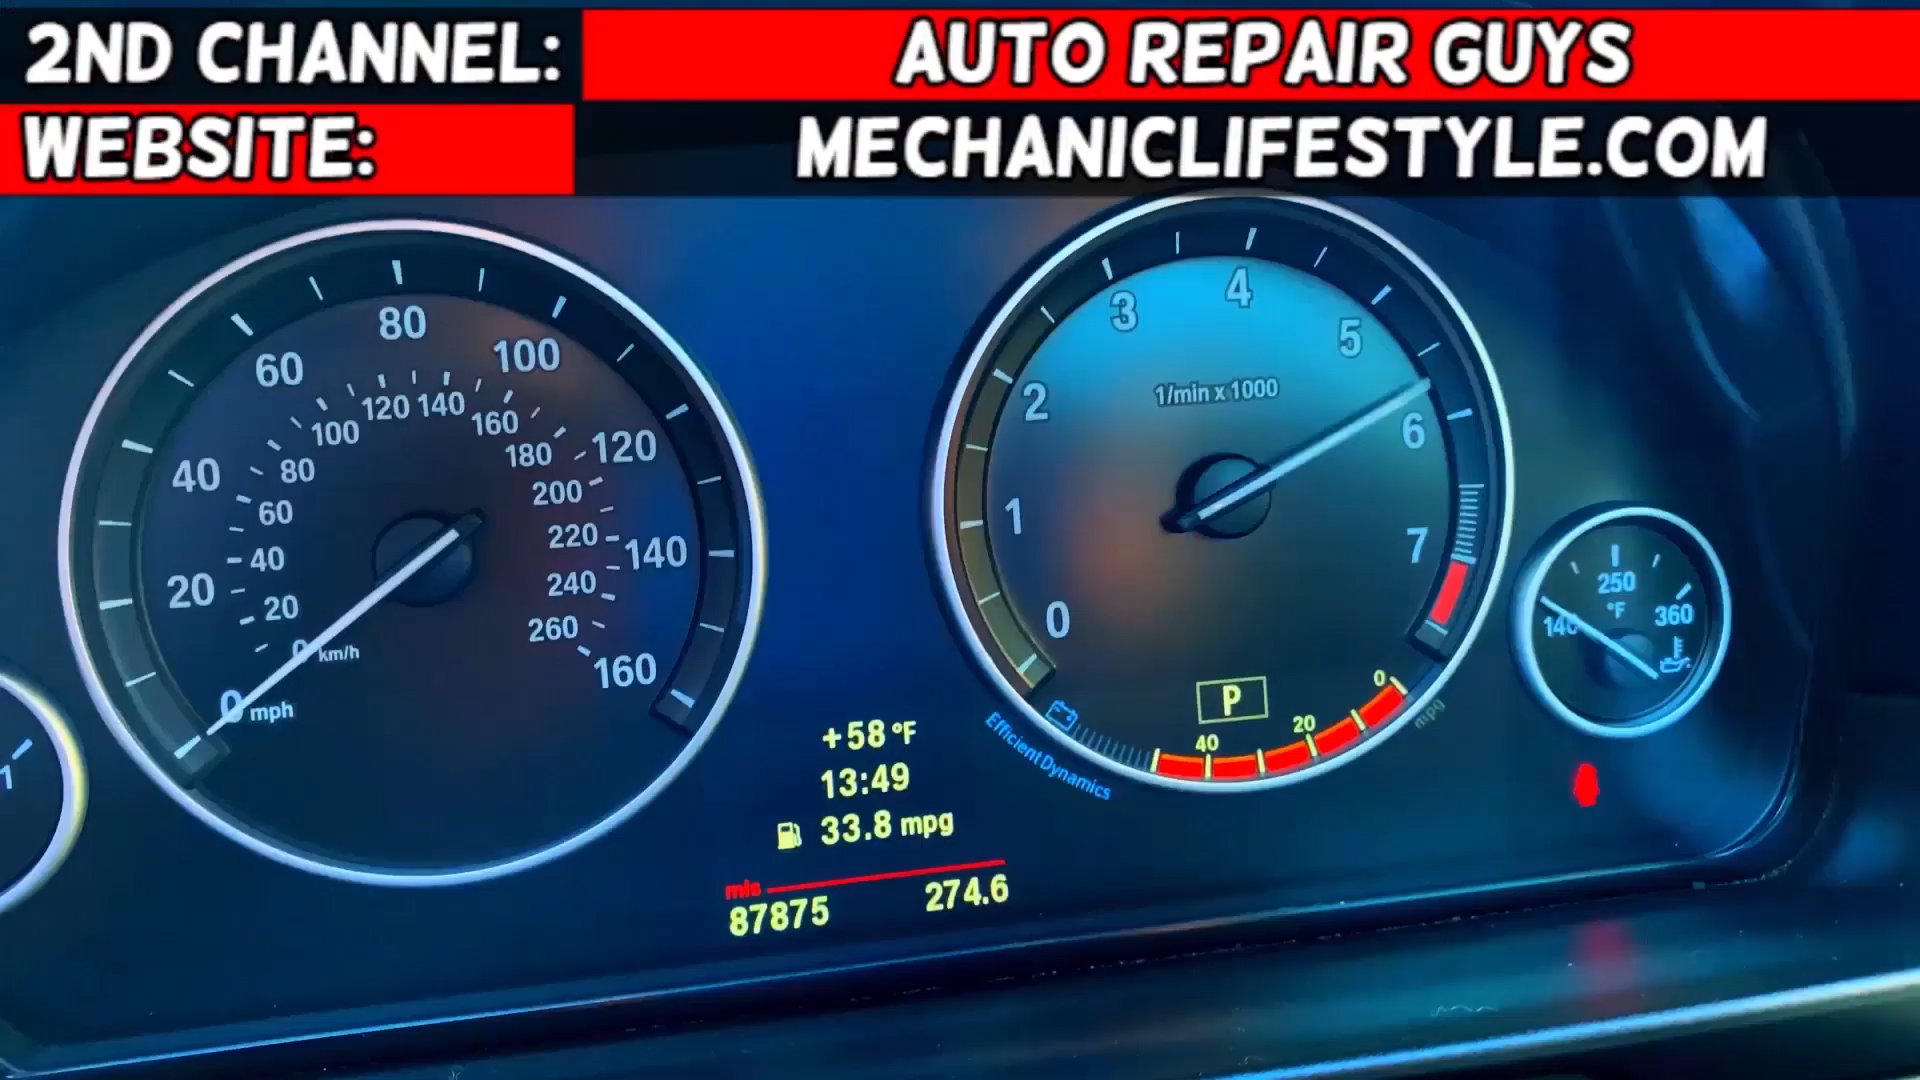 2ND CHANNEL: AUTO REPAIR GUYS
WEBSITE: MECHANICLIFESTYLE.COM
0 20 40 60 80 100 120 140 160
mph
0 20 40 60 80 100 120 140 160 180 200 220 240 260
km/h
0 1 2 3 4 5 6 7
1/min x 1000
P
40 20 0
mpg
EfficientDynamics
140 250 360
°F
1
+58 °F
13:49
33.8 mpg
mls
87875 274.6